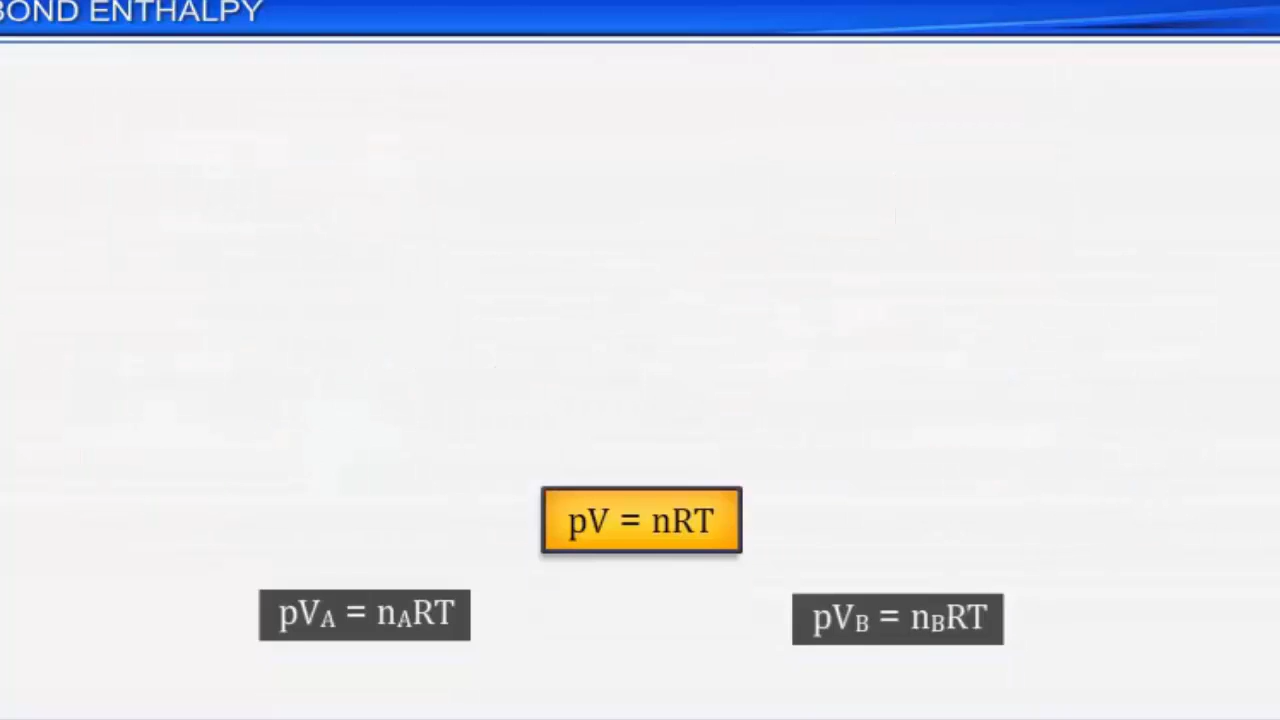 BOND ENTHALPY
pV = nRT
pV_A = n_ART
pV_B = n_BRT